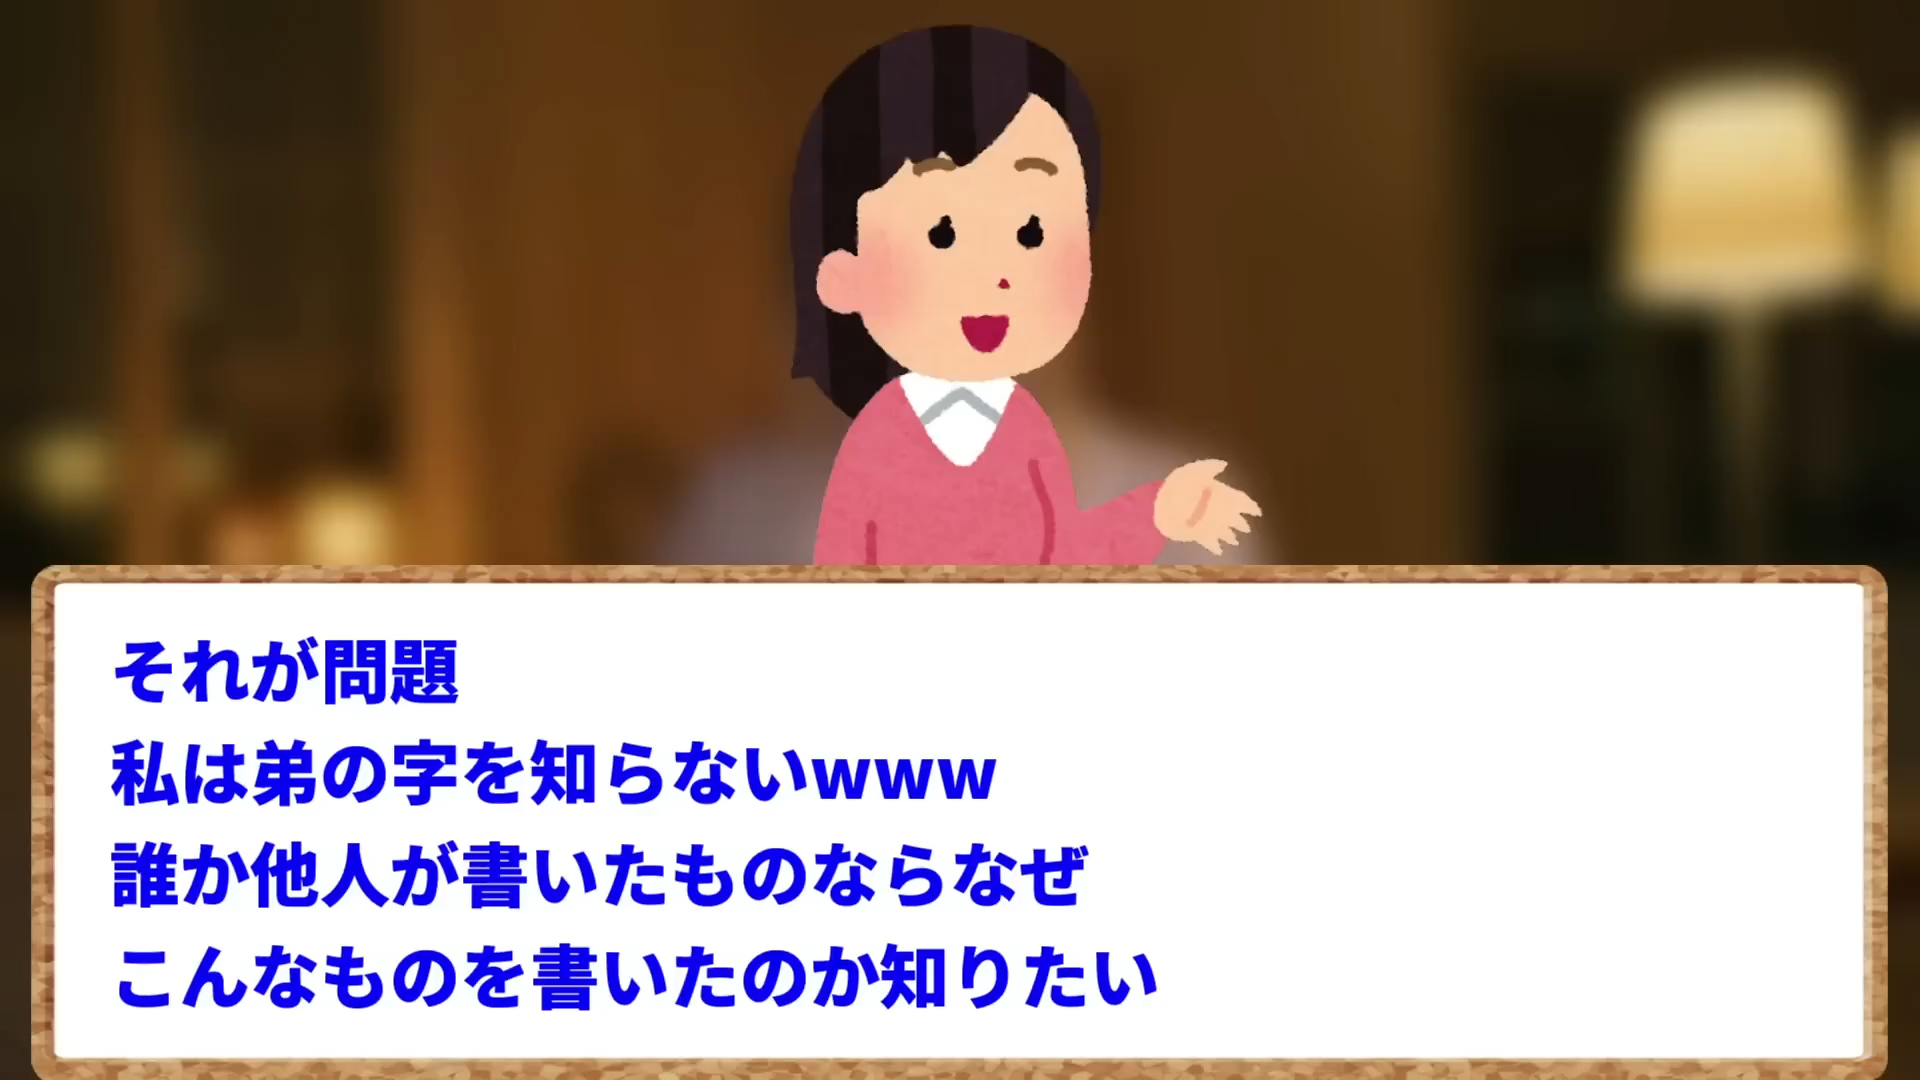 それが問題
私は弟の字を知らないwww
誰か他人が書いたものならなぜ
こんなものを書いたのか知りたい